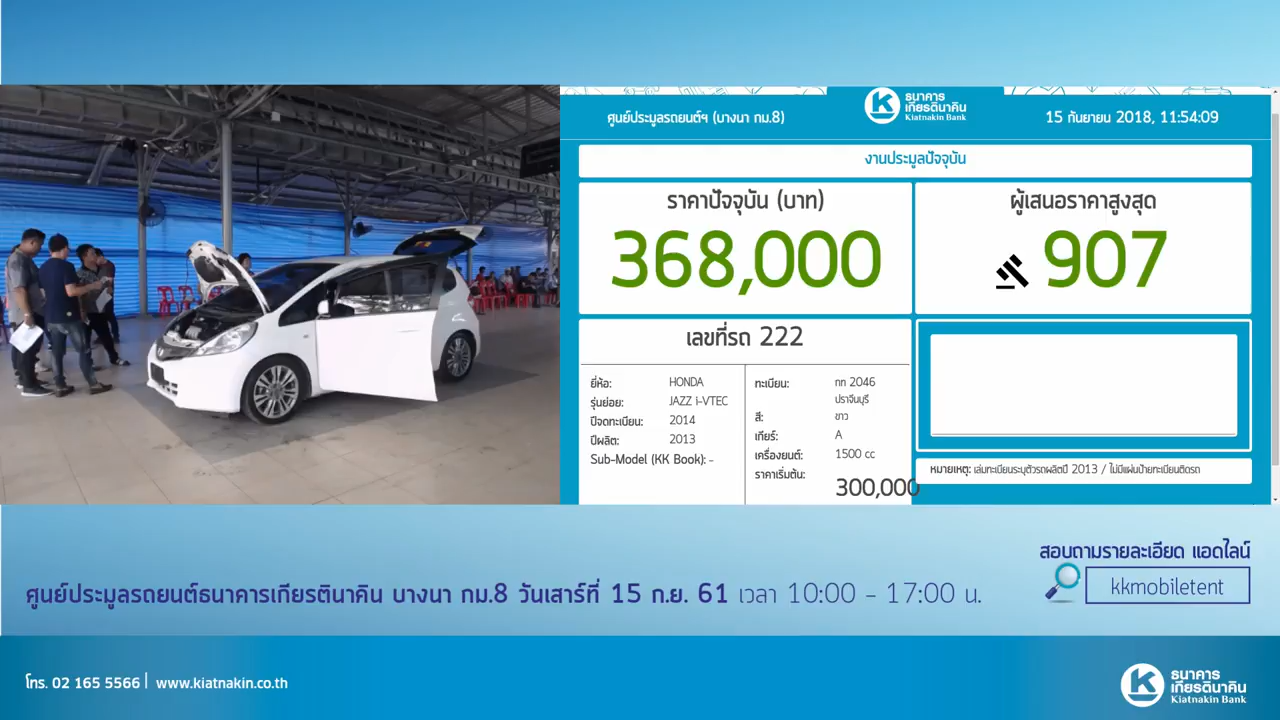 ศูนย์ประมูลรถยนต์ฯ (บางนา กม.8)
ธนาคาร
เกียรตินาคิน
Kiatnakin Bank
15 กันยายน 2018, 11:54:09
งานประมูลปัจจุบัน
ราคาปัจจุบัน (บาท)
368,000
ผู้เสนอราคาสูงสุด
907
เลขที่รถ 222
ยี่ห้อ: HONDA
รุ่นย่อย: JAZZ i-VTEC
ปีจดทะเบียน: 2014
ปีผลิต: 2013
Sub-Model (KK Book): -
ทะเบียน: กท 2046
ปราจีนบุรี
สี: ขาว
เกียร์: A
เครื่องยนต์: 1500 cc
ราคาเริ่มต้น:
300,000
หมายเหตุ: เล่มทะเบียนระบุตัวรถผลิตปี 2013 / ไม่มีแผ่นป้ายทะเบียนติดรถ
สอบถามรายละเอียด แอดไลน์
kkmobiletent
ศูนย์ประมูลรถยนต์ธนาคารเกียรตินาคิน บางนา กม.8 วันเสาร์ที่ 15 ก.ย. 61 เวลา 10:00 - 17:00 น.
โทร. 02 165 5566 | www.kiatnakin.co.th
ธนาคาร
เกียรตินาคิน
Kiatnakin Bank